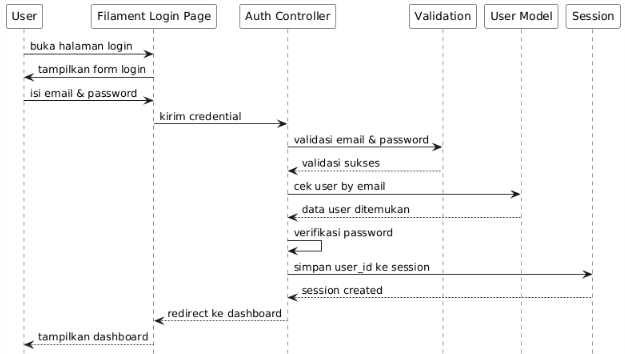 User
Filament Login Page
Auth Controller
Validation
User Model
Session
buka halaman login
tampilkan form login
isi email & password
kirim credential
validasi email & password
validasi sukses
cek user by email
data user ditemukan
verifikasi password
simpan user_id ke session
session created
redirect ke dashboard
tampilkan dashboard